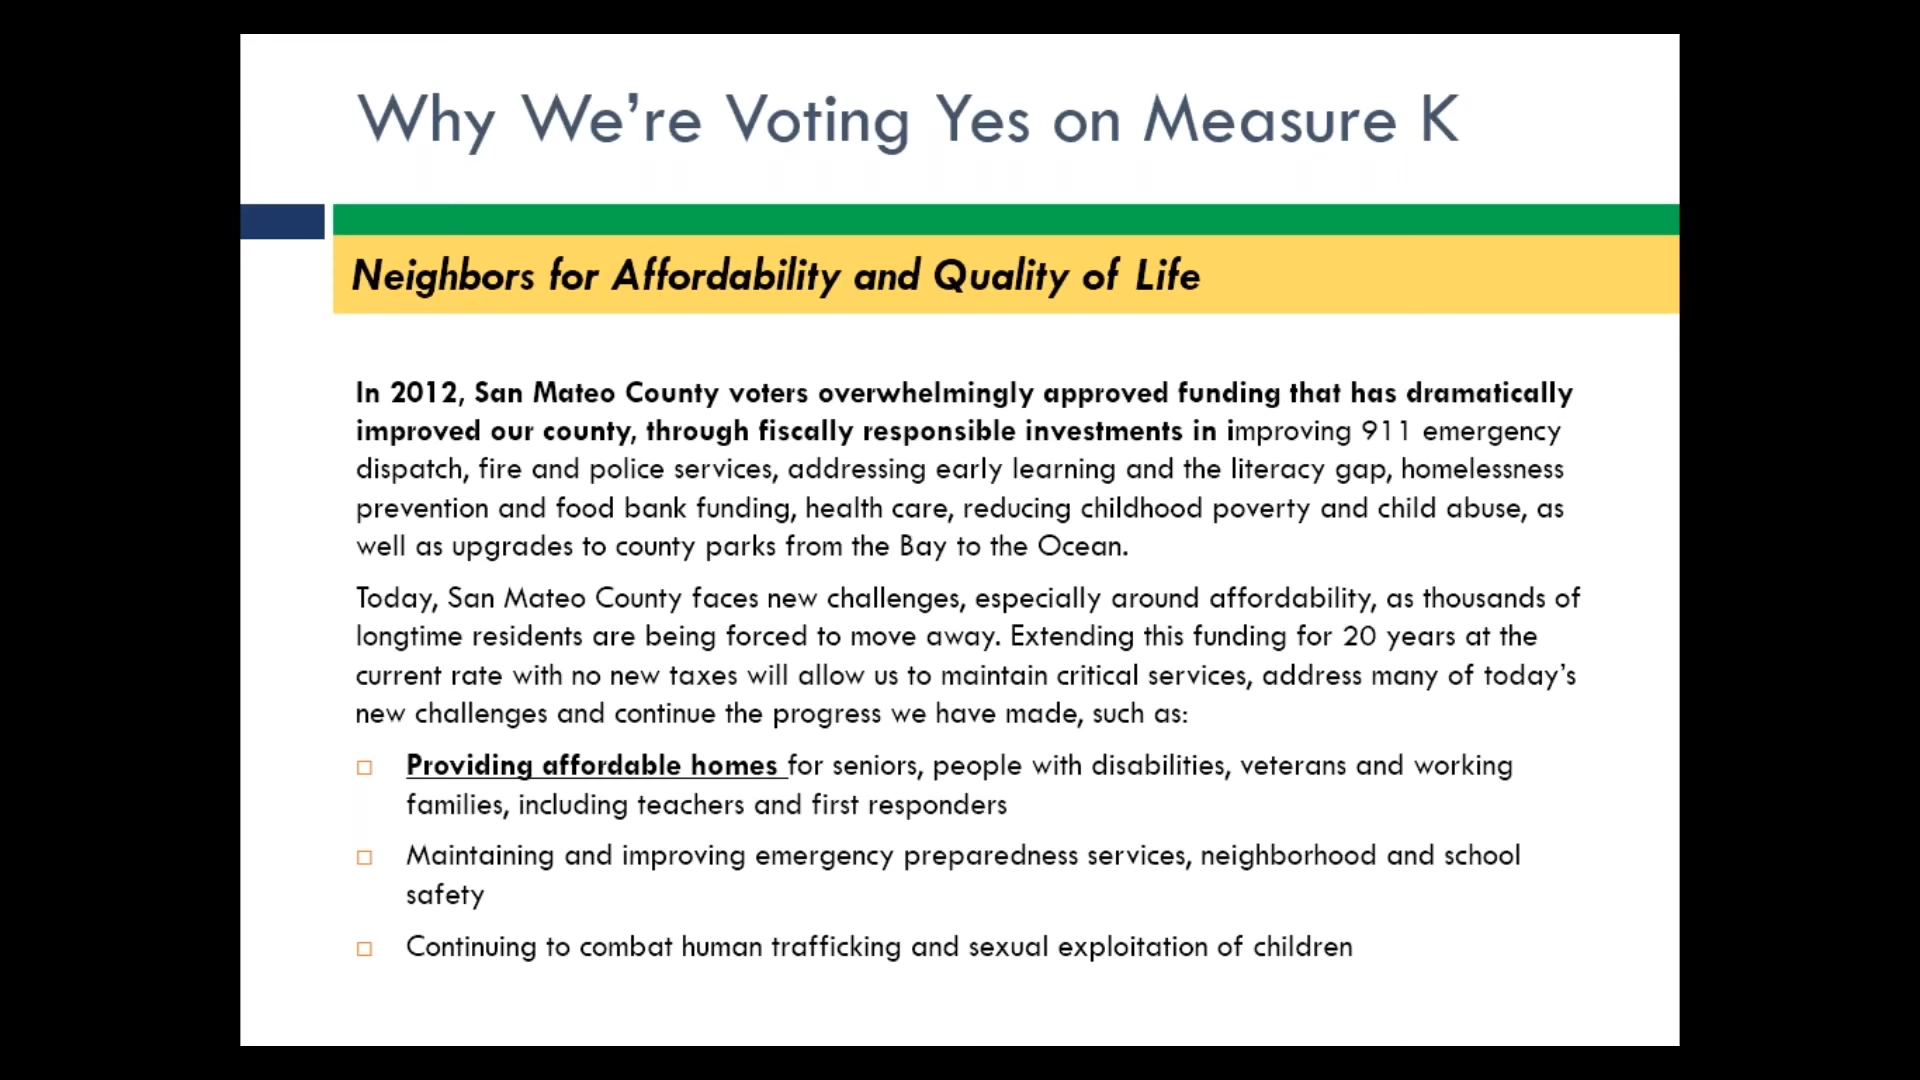 Why We're Voting Yes on Measure K
Neighbors for Affordability and Quality of Life
In 2012, San Mateo County voters overwhelmingly approved funding that has dramatically
improved our county, through fiscally responsible investments in improving 911 emergency
dispatch, fire and police services, addressing early learning and the literacy gap, homelessness
prevention and food bank funding, health care, reducing childhood poverty and child abuse, as
well as upgrades to county parks from the Bay to the Ocean.
Today, San Mateo County faces new challenges, especially around affordability, as thousands of
longtime residents are being forced to move away. Extending this funding for 20 years at the
current rate with no new taxes will allow us to maintain critical services, address many of today's
new challenges and continue the progress we have made, such as:
Providing affordable homes for seniors, people with disabilities, veterans and working
families, including teachers and first responders
Maintaining and improving emergency preparedness services, neighborhood and school
safety
Continuing to combat human trafficking and sexual exploitation of children